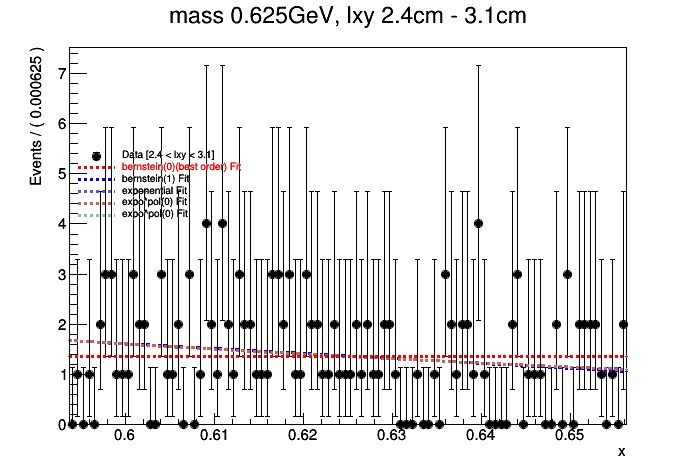 mass 0.625GeV, lxy 2.4cm - 3.1cm
Events / ( 0.000625 )
7
6
5
4
3
2
1
0
Data [2.4 < lxy < 3.1]
bernstein(0)(best order) Fit
bernstein(1) Fit
exponential Fit
expo*pol(0) Fit
expo*pol(0) Fit
0.6 0.61 0.62 0.63 0.64 0.65
x